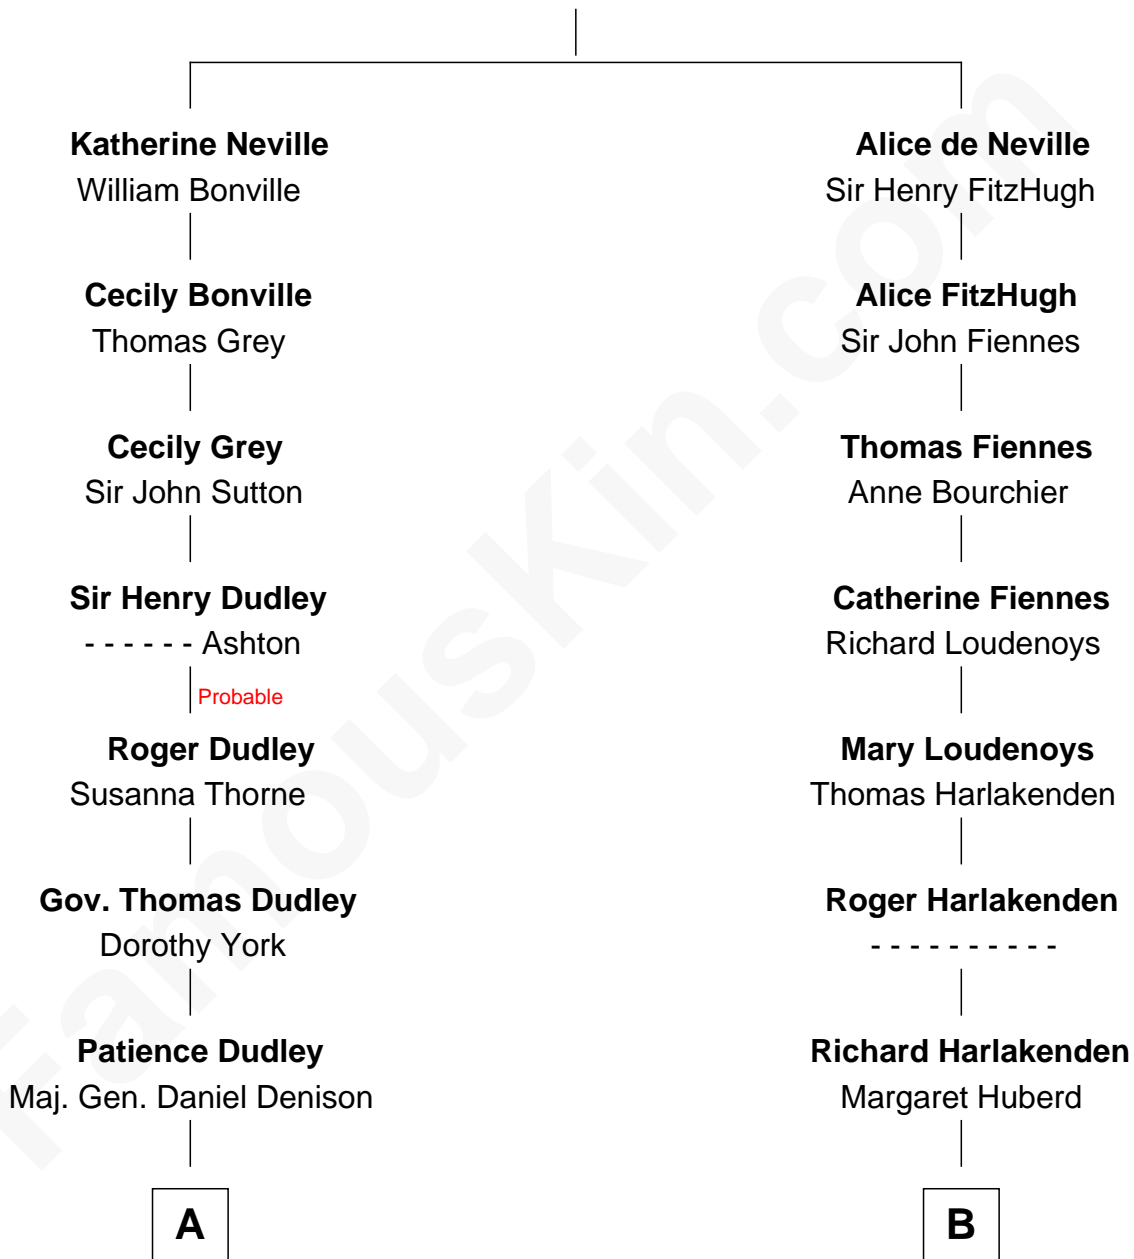 Katherine Neville
William Bonville
Cecily Bonville
Thomas Grey
Cecily Grey
Sir John Sutton
Sir Henry Dudley
- - - - - - Ashton
Probable
Roger Dudley
Susanna Thorne
Gov. Thomas Dudley
Dorothy York
Patience Dudley
Maj. Gen. Daniel Denison
A
Alice de Neville
Sir Henry FitzHugh
Alice FitzHugh
Sir John Fiennes
Thomas Fiennes
Anne Bourchier
Catherine Fiennes
Richard Loudenoys
Mary Loudenoys
Thomas Harlakenden
Roger Harlakenden
- - - - - - - - - -
Richard Harlakenden
Margaret Huberd
B
FamousKin.com